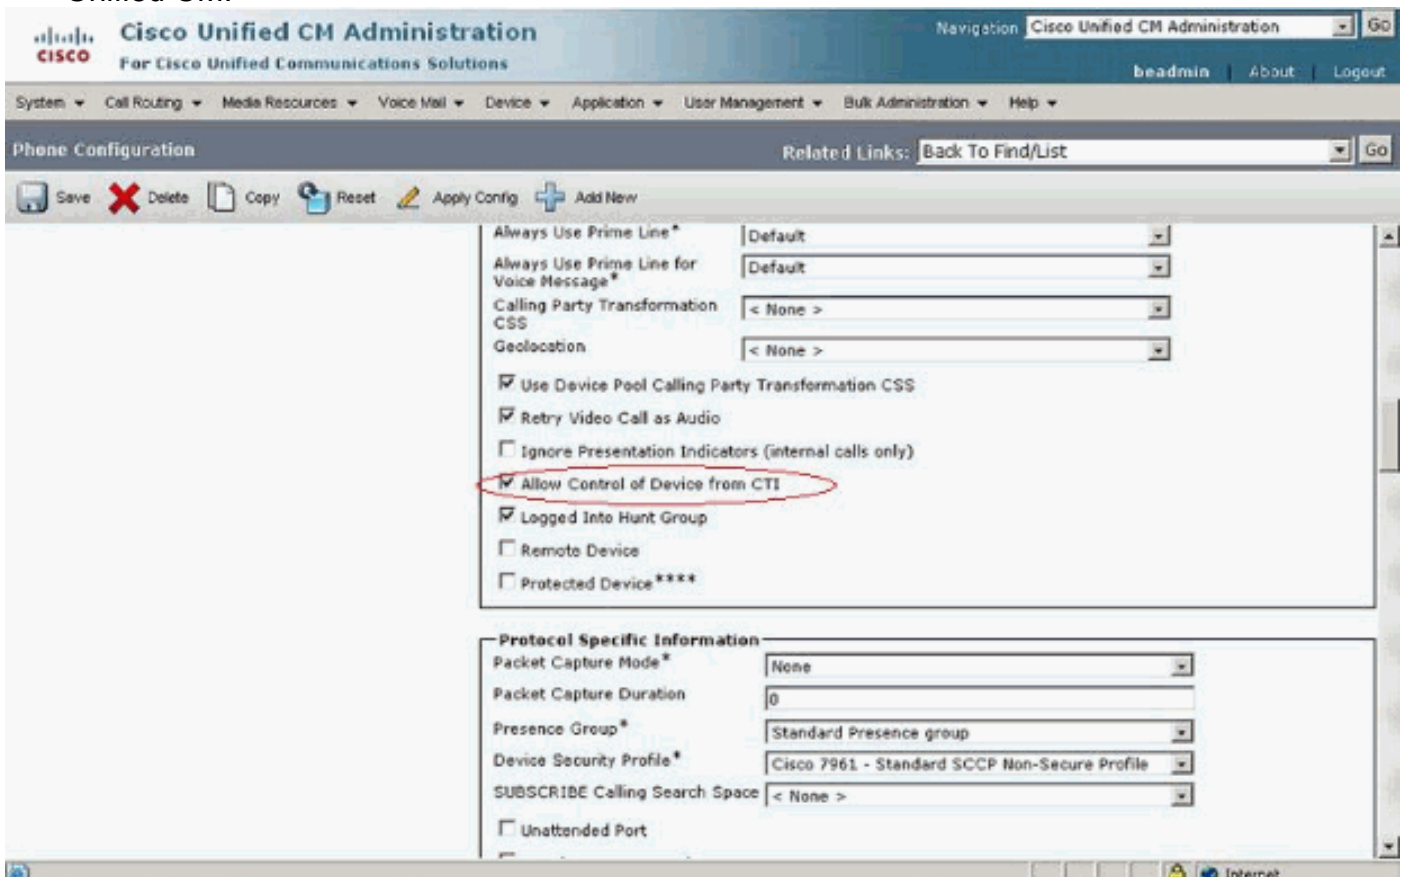 Cisco Unified CM Administration
For Cisco Unified Communications Solutions
CISCO
Navigation Cisco Unified CM Administration Go
beadmin About Logout
System Call Routing Media Resources Voice Mail Device Application User Management Bulk Administration Help
Phone Configuration
Related Links: Back To Find/List Go
Save Delete Copy Reset Apply Config Add New
Always Use Prime Line* Default
Always Use Prime Line for Default
Voice Message*
Calling Party Transformation < None >
CSS
Geolocation < None >
Use Device Pool Calling Party Transformation CSS
Retry Video Call as Audio
Ignore Presentation Indicators (internal calls only)
Allow Control of Device from CTI
Logged Into Hunt Group
Remote Device
Protected Device****
Protocol Specific Information
Packet Capture Mode* None
Packet Capture Duration 0
Presence Group* Standard Presence group
Device Security Profile* Cisco 7961 - Standard SCCP Non-Secure Profile
SUBSCRIBE Calling Search Space < None >
Unattended Port
Internet